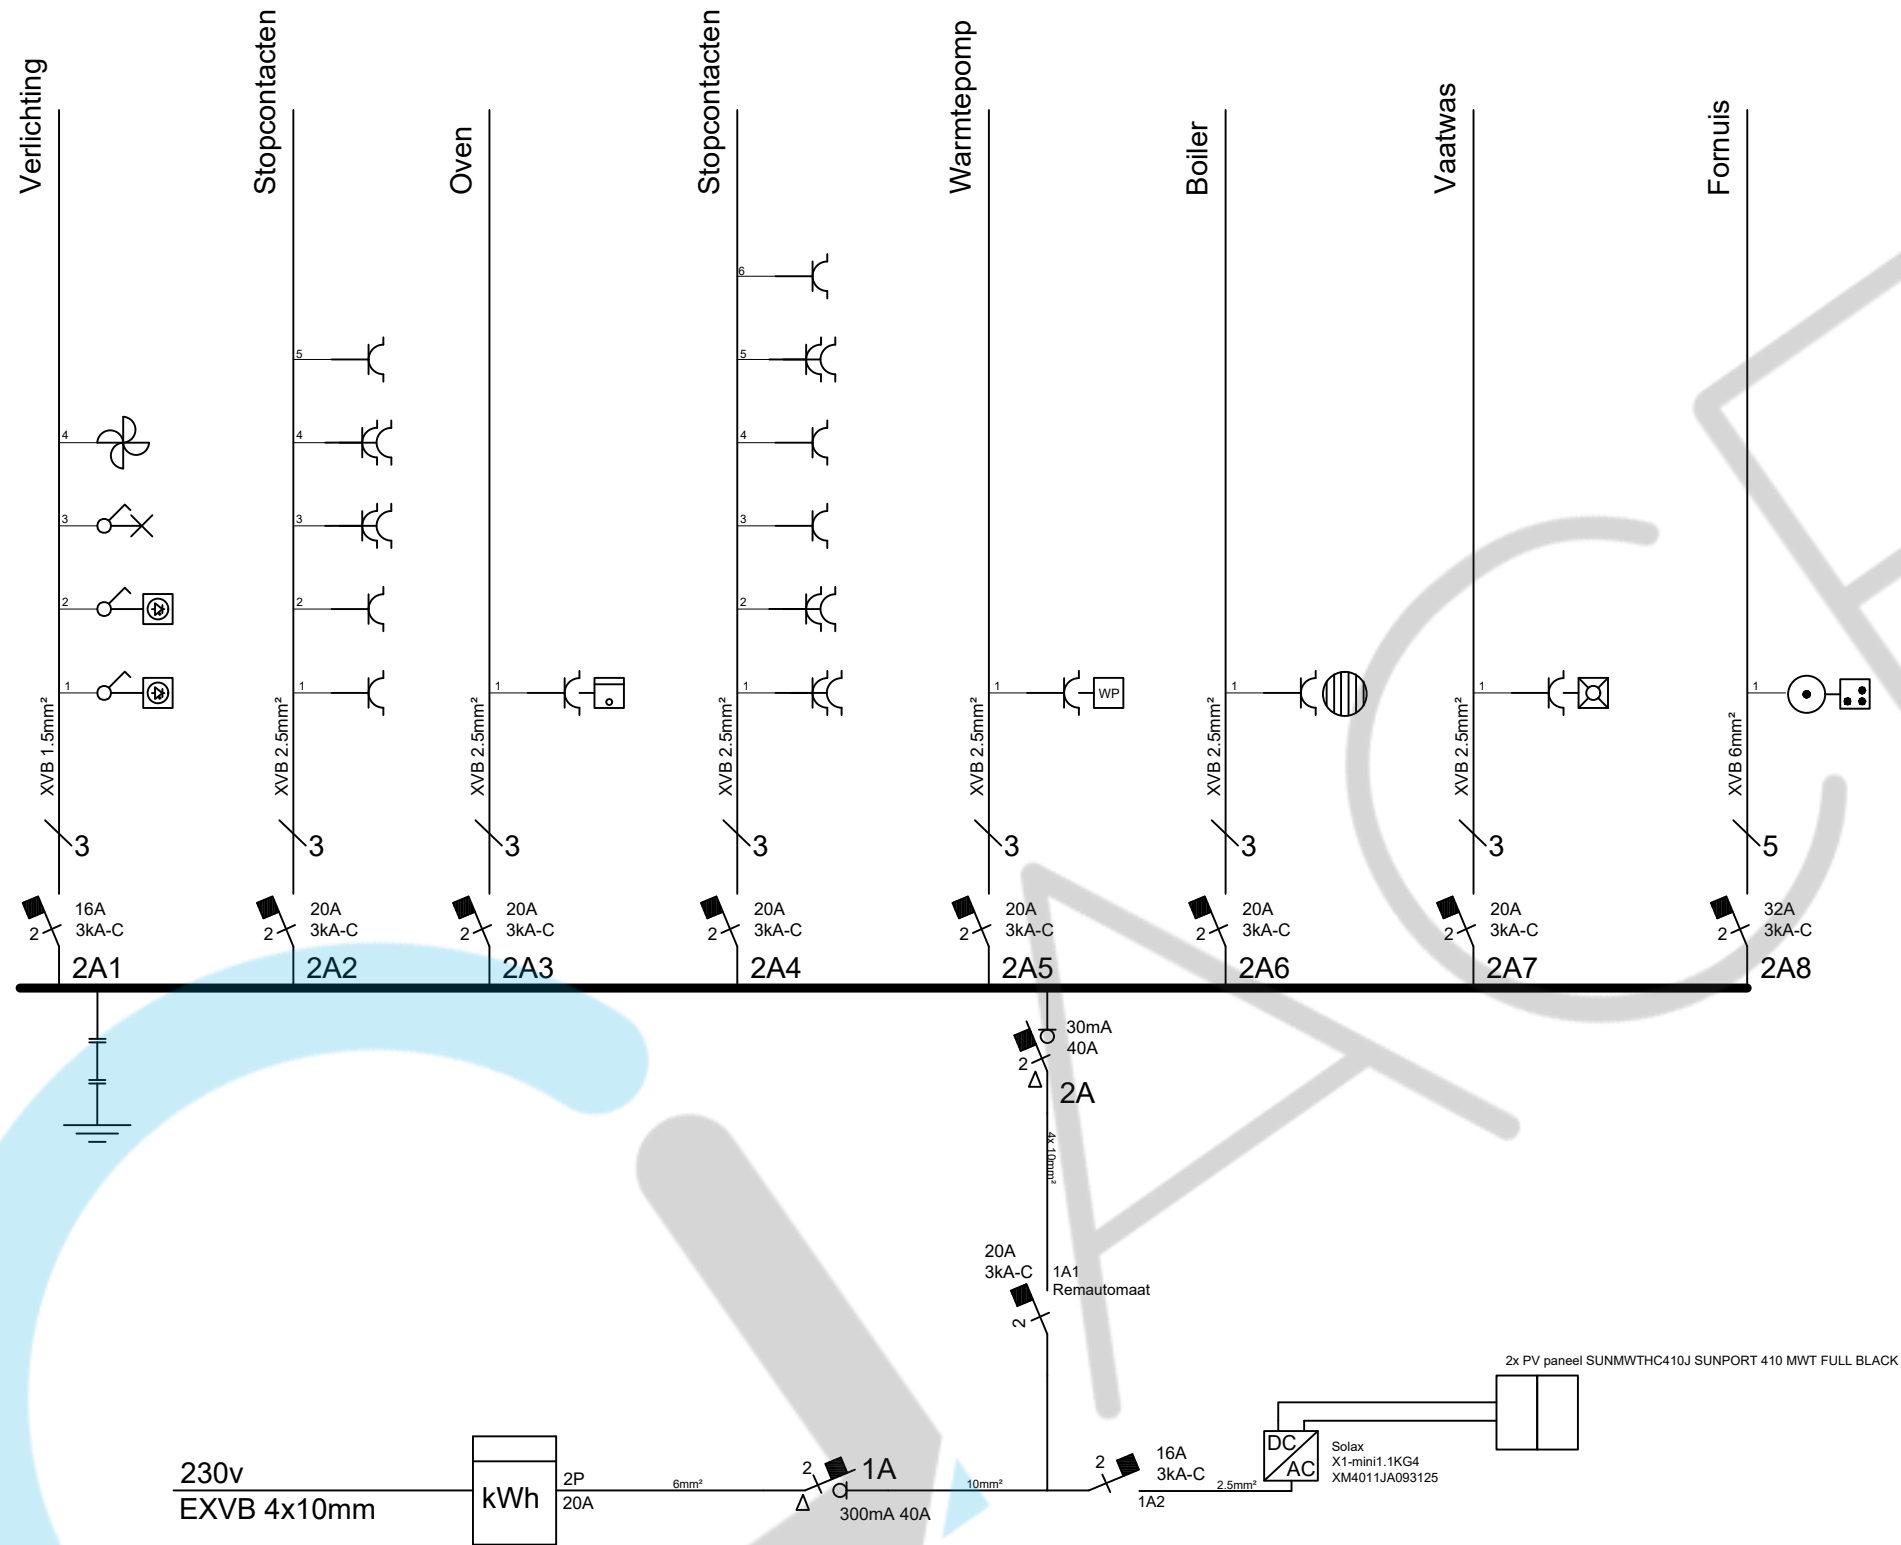 Verlichting
Stopcontacten
Oven
Stopcontacten
Warmtepomp
Boiler
Vaatwas
Fornuis
6
5
5
4
4
4
3
3
3
2
2
2
1
1
1
1
1
WP
1
1
1
XVB 1.5mm²
XVB 2.5mm²
XVB 2.5mm²
XVB 2.5mm²
XVB 2.5mm²
XVB 2.5mm²
XVB 2.5mm²
XVB 6mm²
3
3
3
3
3
3
3
5
2
16A
3kA-C
2A1
2
20A
3kA-C
2A2
2
20A
3kA-C
2A3
2
20A
3kA-C
2A4
2
20A
3kA-C
2A5
2
20A
3kA-C
2A6
2
20A
3kA-C
2A7
2
32A
3kA-C
2A8
30mA
40A
2
Δ
2A
4x 10mm²
20A
3kA-C
1A1
Remautomaat
2
2x PV paneel SUNMWTHC410J SUNPORT 410 MWT FULL BLACK
230v
EXVB 4x10mm
kWh
2P
20A
6mm²
2
1A
Δ
300mA 40A
10mm²
2
16A
3kA-C
1A2
2.5mm²
DC
AC
Solax
X1-mini1.1KG4
XM4011JA093125